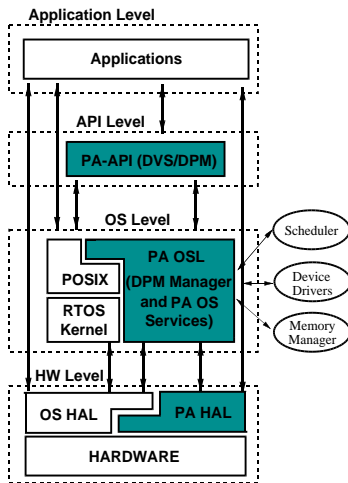 Application Level
Applications
API Level
PA-API (DVS/DPM)
OS Level
POSIX
RTOS
Kernel
PA OSL
(DPM Manager
and PA OS
Services)
Scheduler
Device
Drivers
Memory
Manager
HW Level
OS HAL
PA HAL
HARDWARE